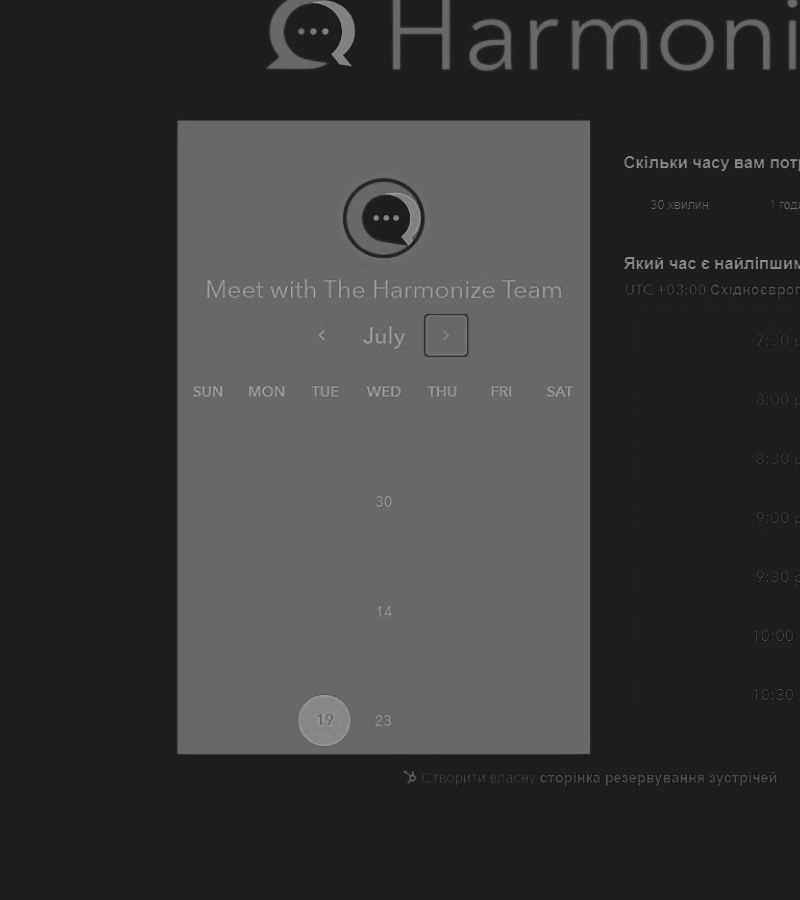 Harmoni
Meet with The Harmonize Team
July
SUN MON TUE WED THU FRI SAT
30
14
19 23
Скільки часу вам потр
30 хвилин 1 годи
Який час є найліпшим
UTC +03:00 Східноєвроп
7:30 p
8:00 p
8:30 p
9:00 p
9:30 p
10:00
10:30
Створити власну сторінка резервування зустрічей